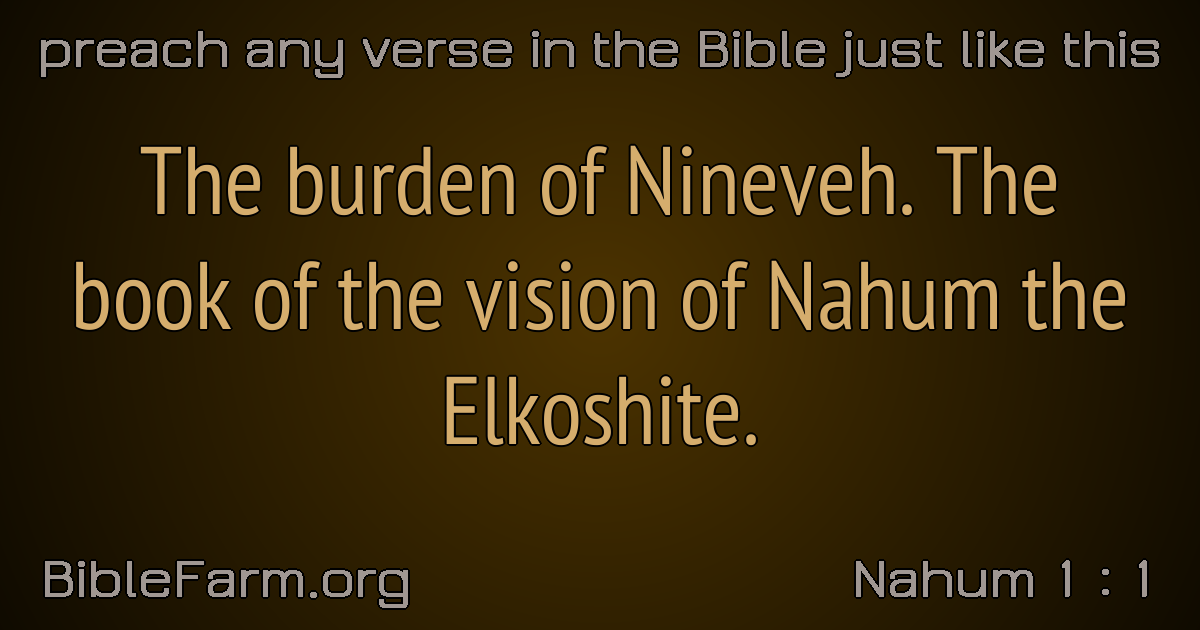 preach any verse in the Bible just like this
The burden of Nineveh. The
book of the vision of Nahum the
Elkoshite.
BibleFarm.org
Nahum 1 : 1